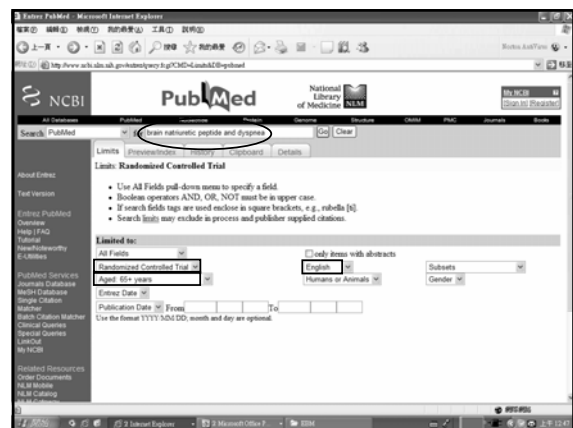 Entrez PubMed - Microsoft Internet Explorer
NCBI
PubMed
National
Library
of Medicine NLM
My NCBI
[Sign In] [Register]
All Databases PubMed Protein Genome Structure OMIM PMC Journals Books
Search PubMed for brain natriuretic peptide and dyspnea Go Clear
Limits Preview/Index History Clipboard Details
Limits: Randomized Controlled Trial
About Entrez
Text Version
• Use All Fields pull-down menu to specify a field.
• Boolean operators AND, OR, NOT must be in upper case.
• If search fields tags are used enclose in square brackets, e.g., rubella [ti].
• Search limits may exclude in process and publisher supplied citations.
Entrez PubMed
Overview
Help | FAQ
Tutorial
New/Noteworthy
E-Utilities
Limited to:
All Fields only items with abstracts
Randomized Controlled Trial English Subsets
Aged: 65+ years Humans or Animals Gender
Entrez Date
Publication Date From To
Use the format YYYY/MM/DD; month and day are optional.
PubMed Services
Journals Database
MeSH Database
Single Citation
Matcher
Batch Citation Matcher
Clinical Queries
Special Queries
LinkOut
My NCBI
Related Resources
Order Documents
NLM Mobile
NLM Catalog
NLM Gateway
3 Internet Explorer
EBM
上午 12:47